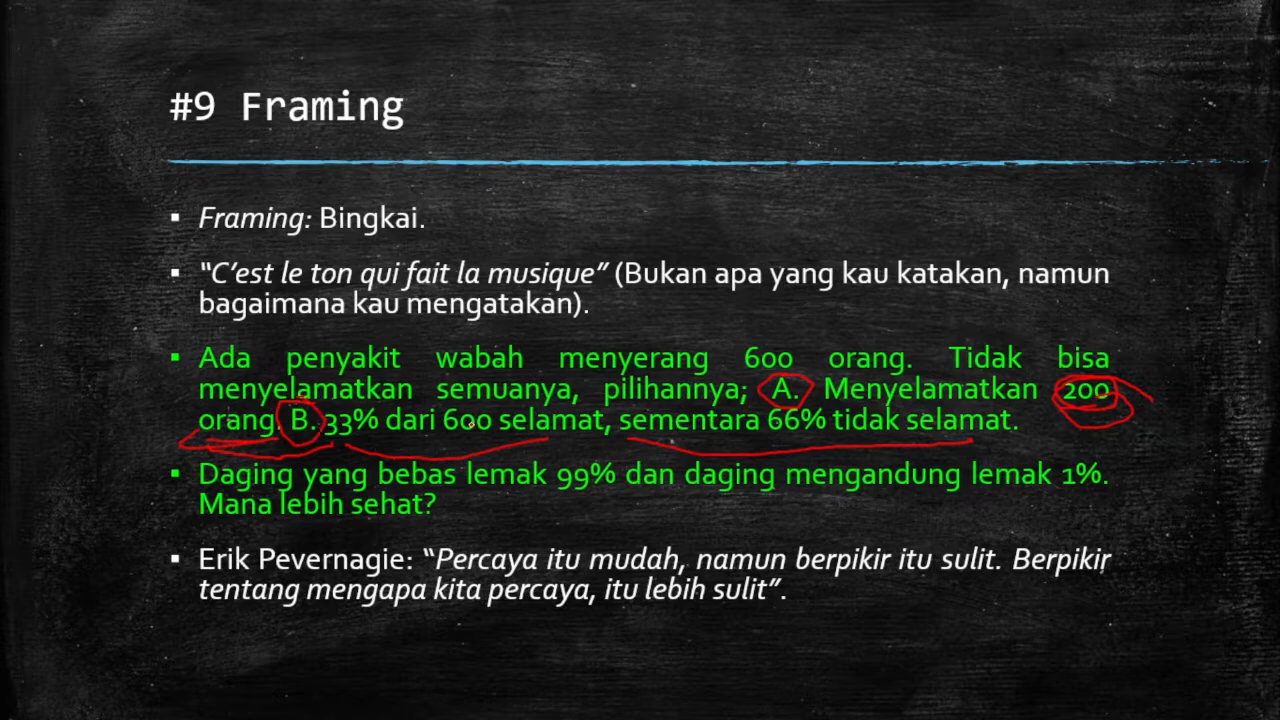 #9 Framing
▪ Framing: Bingkai.
▪ “C’est le ton qui fait la musique” (Bukan apa yang kau katakan, namun
bagaimana kau mengatakan).
▪ Ada penyakit wabah menyerang 600 orang. Tidak bisa
menyelamatkan semuanya, pilihannya; A. Menyelamatkan 200
orang. B. 33% dari 600 selamat, sementara 66% tidak selamat.
▪ Daging yang bebas lemak 99% dan daging mengandung lemak 1%.
Mana lebih sehat?
▪ Erik Pevernagie: “Percaya itu mudah, namun berpikir itu sulit. Berpikir
tentang mengapa kita percaya, itu lebih sulit”.